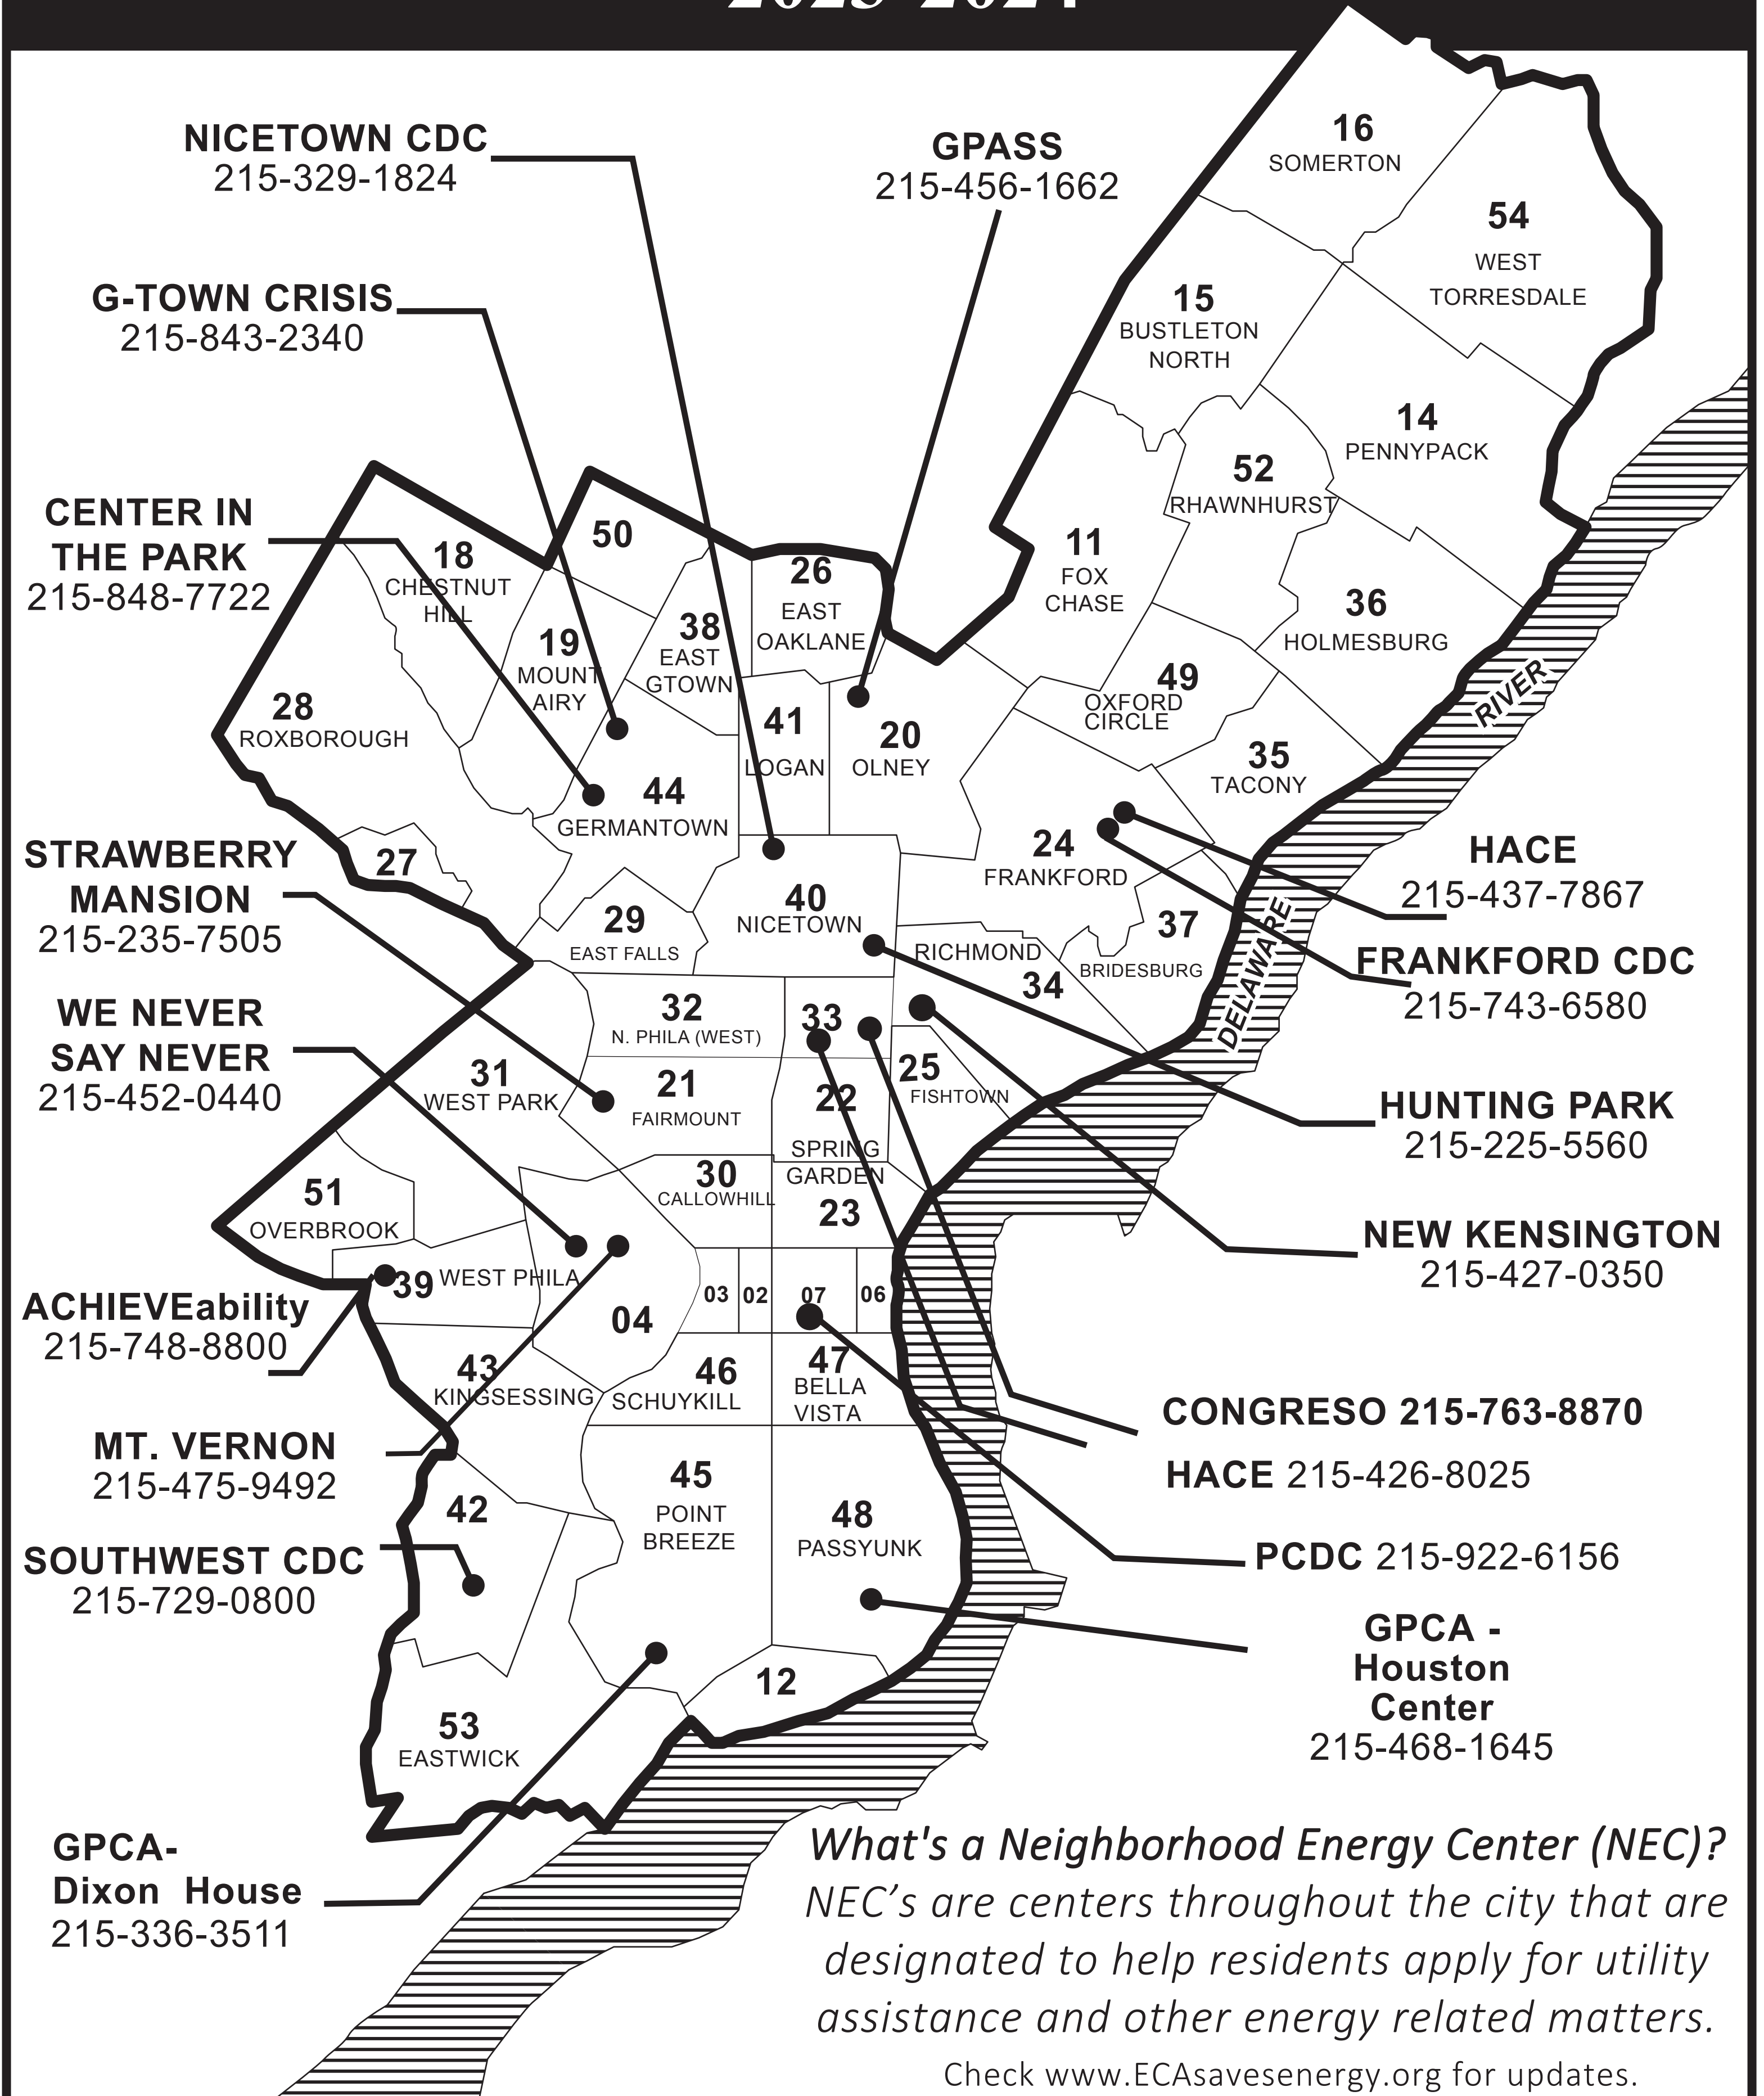 2023-2024
NICETOWN CDC
215-329-1824
GPASS
215-456-1662
G-TOWN CRISIS
215-843-2340
CENTER IN
THE PARK
215-848-7722
STRAWBERRY
MANSION
215-235-7505
WE NEVER
SAY NEVER
215-452-0440
ACHIEVEability
215-748-8800
MT. VERNON
215-475-9492
SOUTHWEST CDC
215-729-0800
GPCA-
Dixon House
215-336-3511
16
SOMERTON
54
WEST
TORRESDALE
15
BUSTLETON
NORTH
14
PENNYPACK
52
RHAWNHURST
11
FOX
CHASE
36
HOLMESBURG
49
OXFORD
CIRCLE
35
TACONY
50
18
CHESTNUT
HILL
26
EAST
OAKLANE
38
EAST
GTOWN
19
MOUNT
AIRY
28
ROXBOROUGH
41
LOGAN
20
OLNEY
44
GERMANTOWN
27
24
FRANKFORD
40
NICETOWN
29
EAST FALLS
37
BRIDESBURG
RICHMOND
34
32
N. PHILA (WEST)
33
31
WEST PARK
21
FAIRMOUNT
25
FISHTOWN
22
SPRING
GARDEN
30
CALLOWHILL
23
51
OVERBROOK
39 WEST PHILA
04
03
02
07
06
43
KINGSESSING
46
SCHUYKILL
47
BELLA
VISTA
42
45
POINT
BREEZE
48
PASSYUNK
12
53
EASTWICK
DELAWARE
RIVER
HACE
215-437-7867
FRANKFORD CDC
215-743-6580
HUNTING PARK
215-225-5560
NEW KENSINGTON
215-427-0350
CONGRESO 215-763-8870
HACE 215-426-8025
PCDC 215-922-6156
GPCA -
Houston
Center
215-468-1645
What's a Neighborhood Energy Center (NEC)?
NEC’s are centers throughout the city that are
designated to help residents apply for utility
assistance and other energy related matters.
Check www.ECAsavesenergy.org for updates.